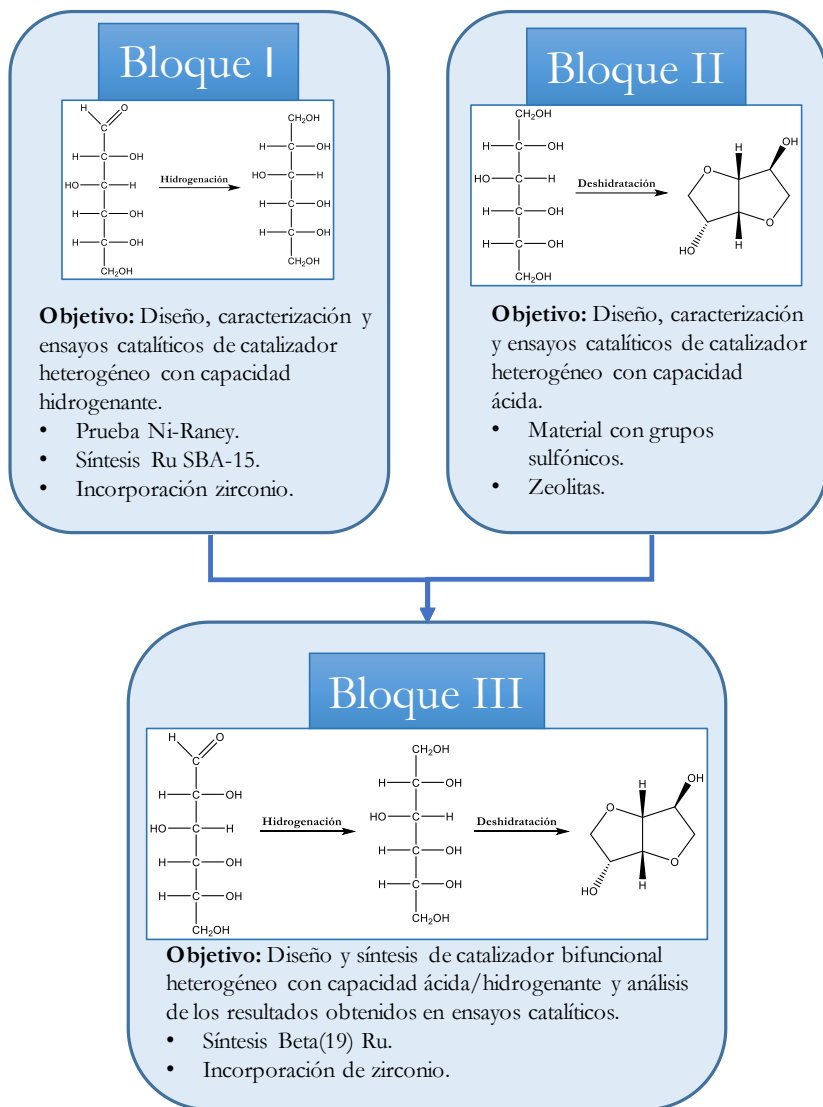 Bloque I
H O
C
H—C—OH
HO—C—H
H—C—OH
H—C—OH
CH₂OH
Hidrogenación
CH₂OH
H—C—OH
HO—C—H
H—C—OH
H—C—OH
CH₂OH
Objetivo: Diseño, caracterización y
ensayos catalíticos de catalizador
heterogéneo con capacidad
hidrogenante.
• Prueba Ni-Raney.
• Síntesis Ru SBA-15.
• Incorporación zirconio.
Bloque II
CH₂OH
H—C—OH
HO—C—H
H—C—OH
H—C—OH
CH₂OH
Deshidratación
H OH
O
O
HO H
Objetivo: Diseño, caracterización
y ensayos catalíticos de catalizador
heterogéneo con capacidad
ácida.
• Material con grupos
sulfónicos.
• Zeolitas.
Bloque III
H O
C
H—C—OH
HO—C—H
H—C—OH
H—C—OH
CH₂OH
Hidrogenación
CH₂OH
H—C—OH
HO—C—H
H—C—OH
H—C—OH
CH₂OH
Deshidratación
H OH
O
O
HO H
Objetivo: Diseño y síntesis de catalizador bifuncional
heterogéneo con capacidad ácida/hidrogenante y análisis
de los resultados obtenidos en ensayos catalíticos.
• Síntesis Beta(19) Ru.
• Incorporación de zirconio.